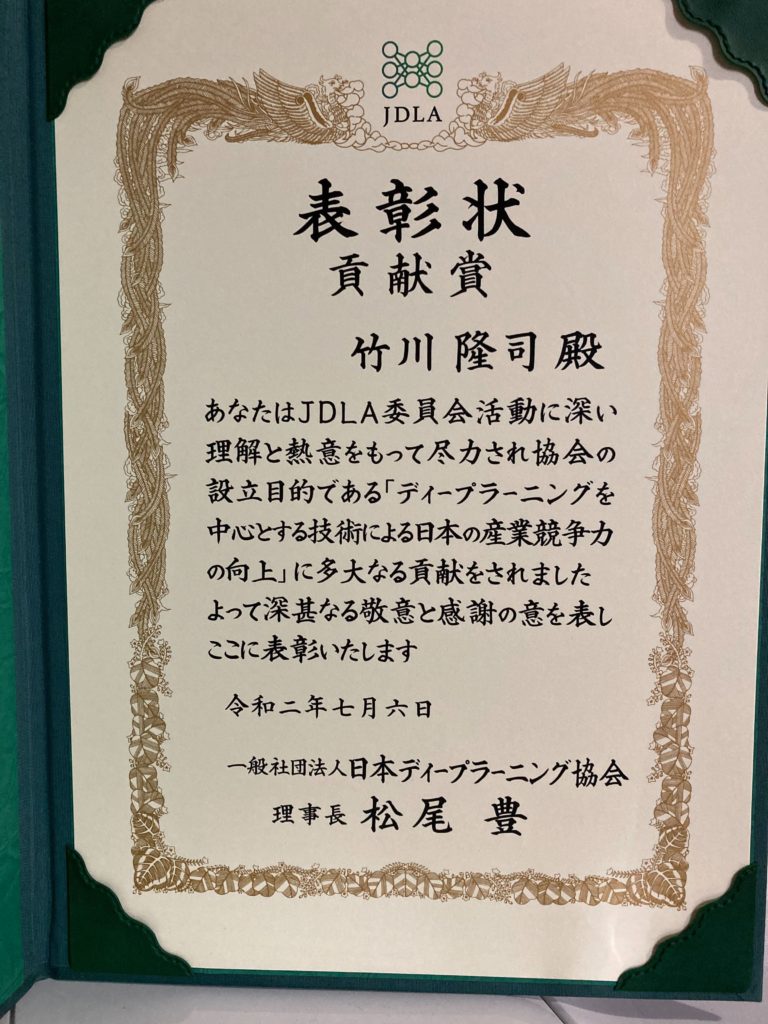 JDLA
表彰状
貢献賞
竹川隆司殿
あなたはJDLA委員会活動に深い
理解と熱意をもって尽力され協会の
設立目的である「ディープラーニングを
中心とする技術による日本の産業競争力
の向上」に多大なる貢献をされました
よって深甚なる敬意と感謝の意を表し
ここに表彰いたします
令和二年七月六日
一般社団法人日本ディープラーニング協会
理事長 松尾 豊